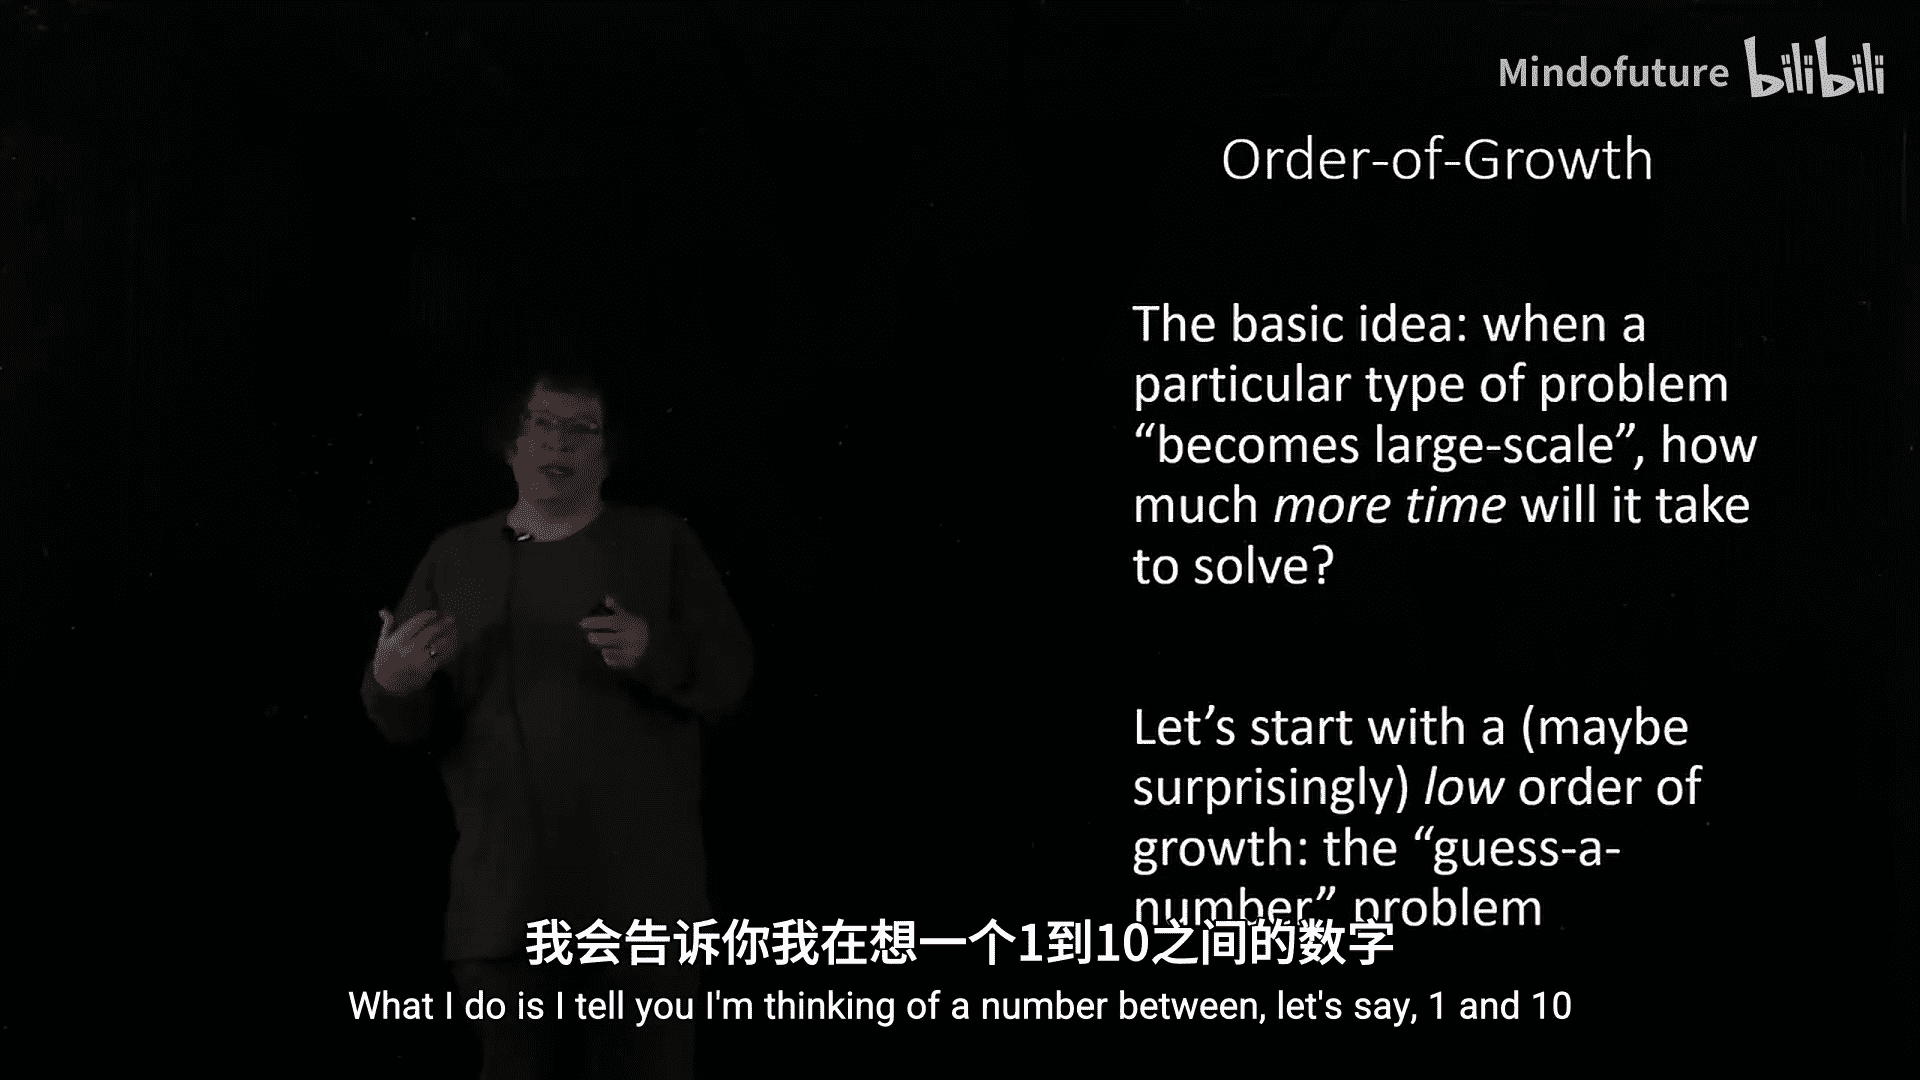 Mindofuture bilibili
Order-of-Growth
The basic idea: when a
particular type of problem
“becomes large-scale”, how
much more time will it take
to solve?
Let’s start with a (maybe
surprisingly) low order of
growth: the “guess-a-
number” problem
我会告诉你我在想一个1到10之间的数字
What I do is I tell you I'm thinking of a number between, let's say, 1 and 10